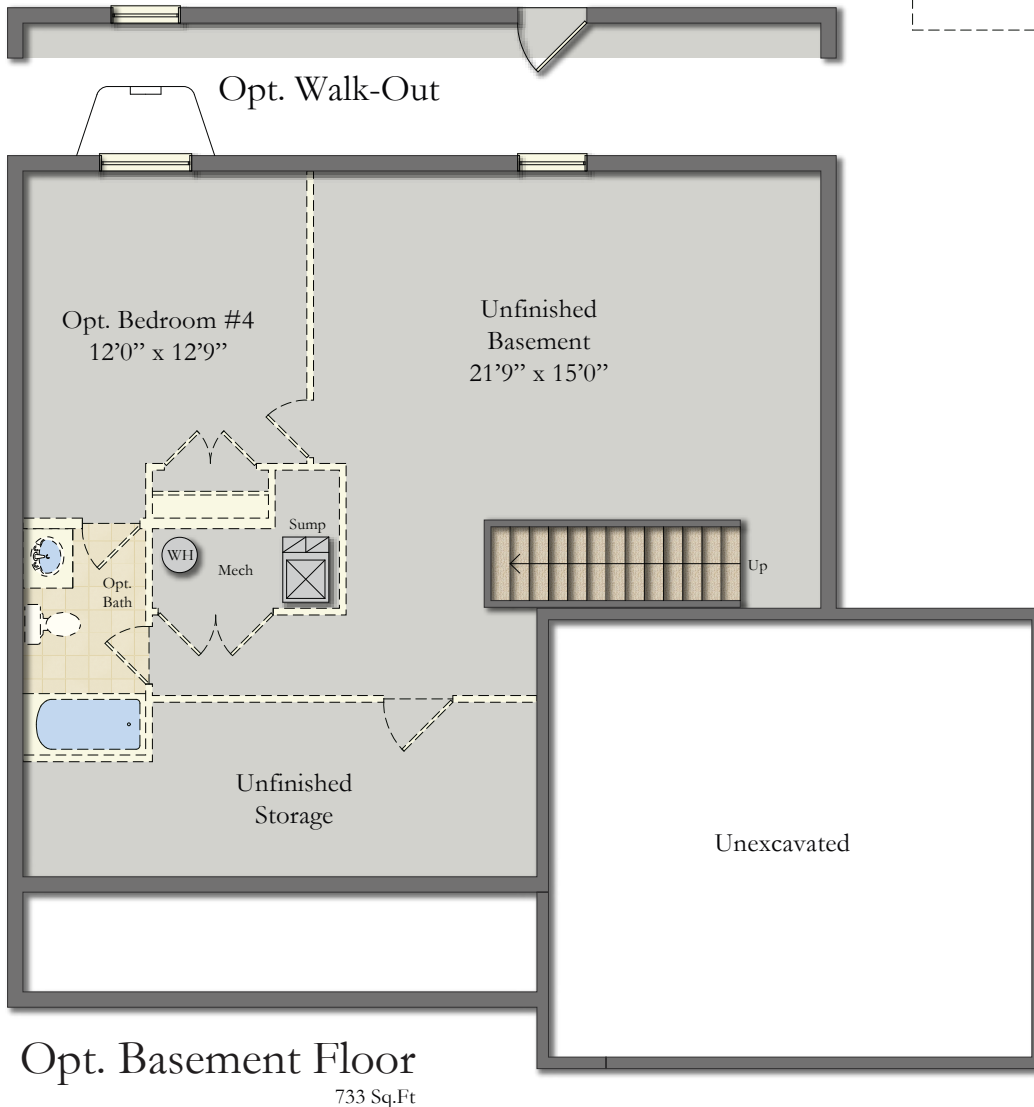 Opt. Walk-Out
Opt. Bedroom #4
12’0” x 12’9”
Unfinished
Basement
21’9” x 15’0”
Sump
WH
Mech
Opt.
Bath
Up
Unfinished
Storage
Unexcavated
Opt. Basement Floor
733 Sq.Ft